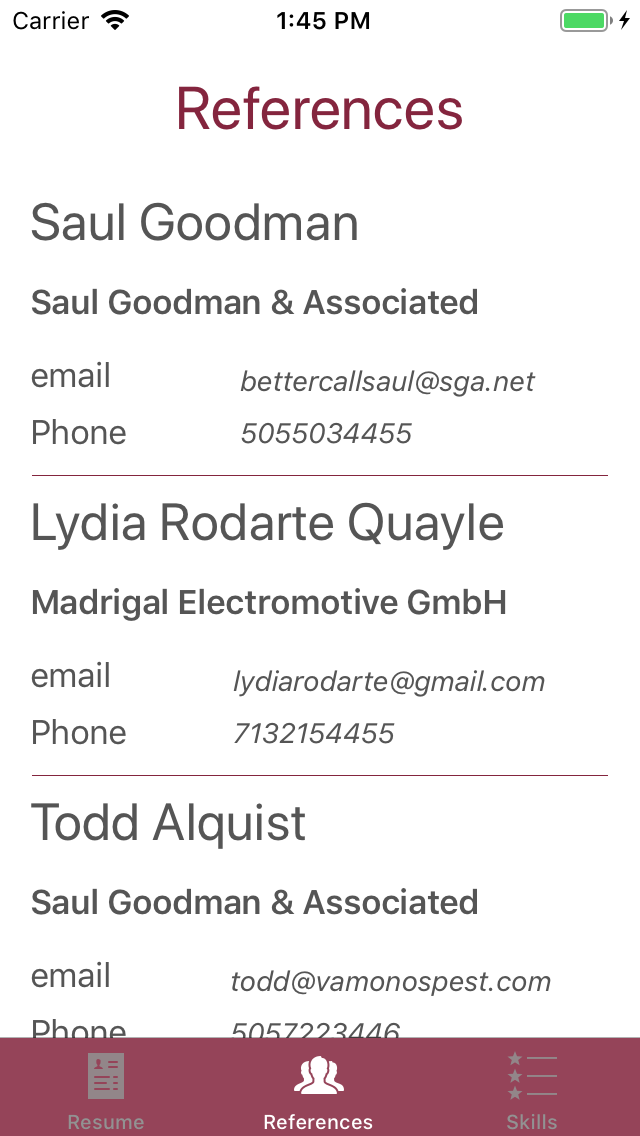 Carrier 1:45 PM
References
Saul Goodman
Saul Goodman & Associated
email bettercallsaul@sga.net
Phone 5055034455
Lydia Rodarte Quayle
Madrigal Electromotive GmbH
email lydiarodarte@gmail.com
Phone 7132154455
Todd Alquist
Saul Goodman & Associated
email todd@vamonospest.com
Phone 5057223446
Resume References Skills